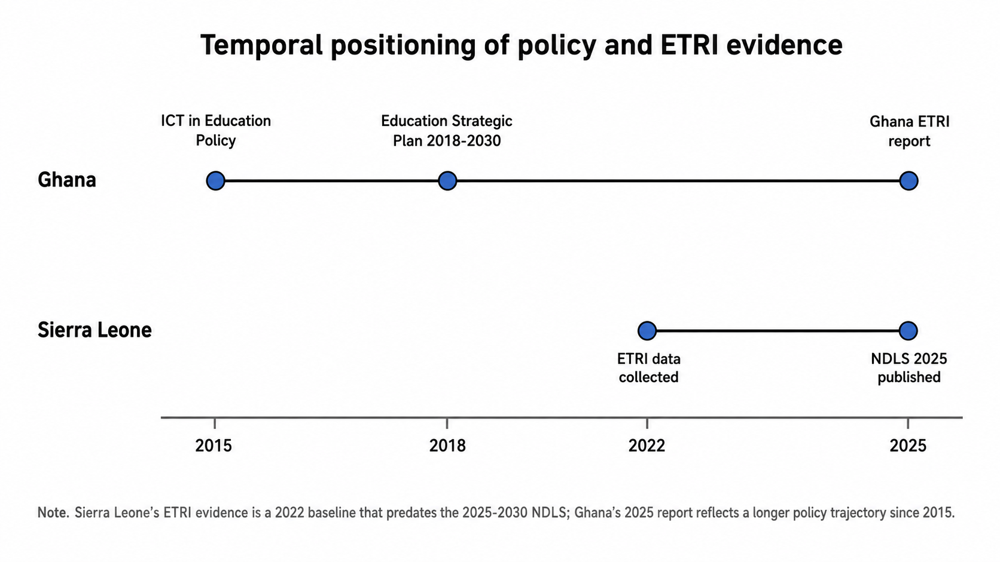 Temporal positioning of policy and ETRI evidence
ICT in Education
Policy
Education Strategic
Plan 2018-2030
Ghana ETRI
report
Ghana
Sierra Leone
ETRI data
collected
NDLS 2025
published
2015
2018
2022
2025
Note. Sierra Leone’s ETRI evidence is a 2022 baseline that predates the 2025-2030 NDLS; Ghana’s 2025 report reflects a longer policy trajectory since 2015.